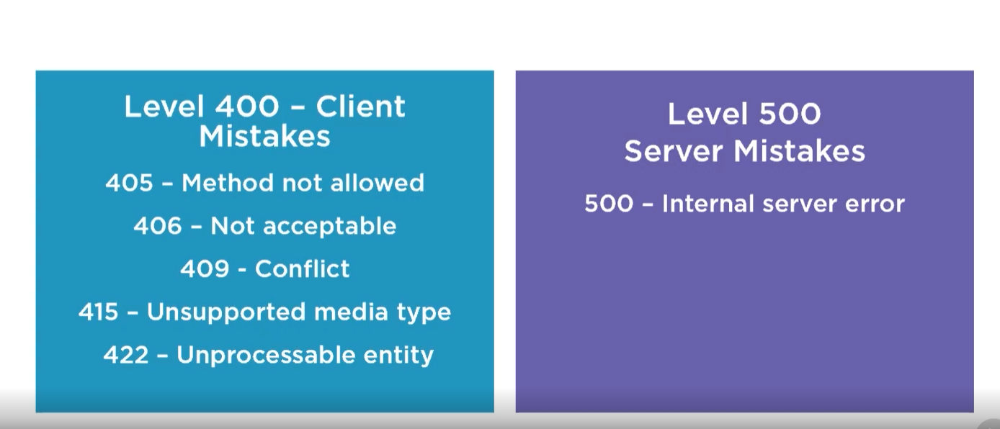 Level 400 – Client
Mistakes
405 – Method not allowed
406 – Not acceptable
409 - Conflict
415 – Unsupported media type
422 – Unprocessable entity
Level 500
Server Mistakes
500 – Internal server error